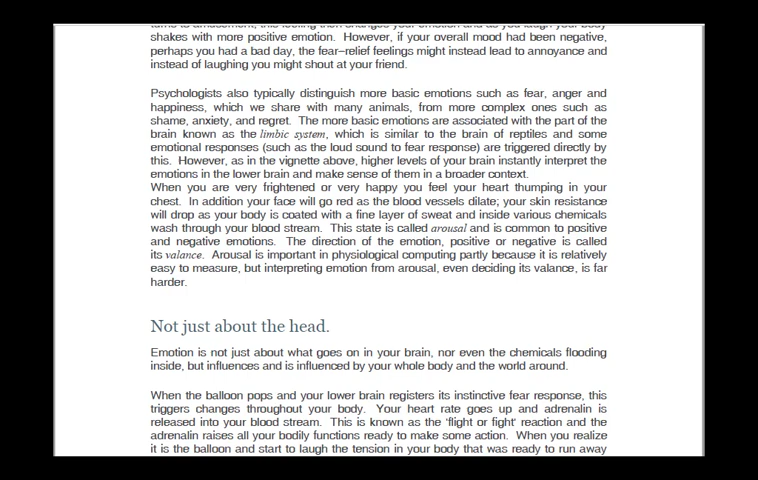 turns to amusement, this feeling then changes your emotion and as you laugh your body
shakes with more positive emotion. However, if your overall mood had been negative,
perhaps you had a bad day, the fear–relief feelings might instead lead to annoyance and
instead of laughing you might shout at your friend.
Psychologists also typically distinguish more basic emotions such as fear, anger and
happiness, which we share with many animals, from more complex ones such as
shame, anxiety, and regret. The more basic emotions are associated with the part of the
brain known as the limbic system, which is similar to the brain of reptiles and some
emotional responses (such as the loud sound to fear response) are triggered directly by
this. However, as in the vignette above, higher levels of your brain instantly interpret the
emotions in the lower brain and make sense of them in a broader context.
When you are very frightened or very happy you feel your heart thumping in your
chest. In addition your face will go red as the blood vessels dilate; your skin resistance
will drop as your body is coated with a fine layer of sweat and inside various chemicals
wash through your blood stream. This state is called arousal and is common to positive
and negative emotions. The direction of the emotion, positive or negative is called
its valance. Arousal is important in physiological computing partly because it is relatively
easy to measure, but interpreting emotion from arousal, even deciding its valance, is far
harder.
Not just about the head.
Emotion is not just about what goes on in your brain, nor even the chemicals flooding
inside, but influences and is influenced by your whole body and the world around.
When the balloon pops and your lower brain registers its instinctive fear response, this
triggers changes throughout your body. Your heart rate goes up and adrenalin is
released into your blood stream. This is known as the 'flight or fight' reaction and the
adrenalin raises all your bodily functions ready to make some action. When you realize
it is the balloon and start to laugh the tension in your body that was ready to run away